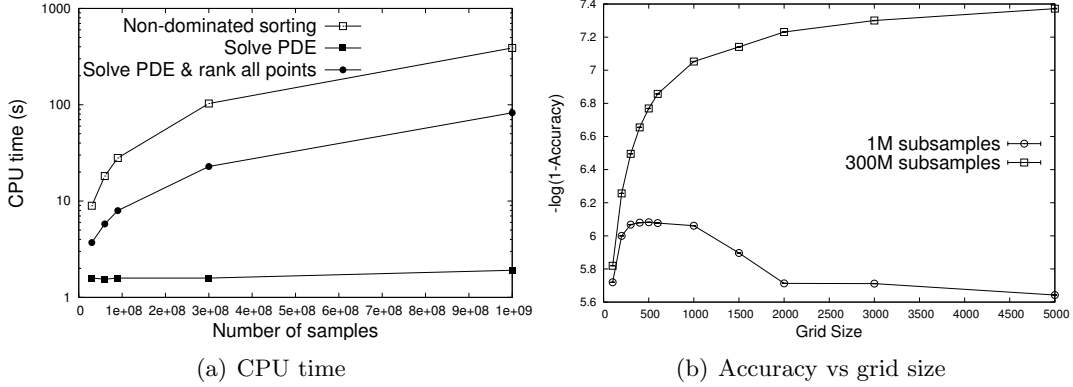 1000
100
10
1
CPU time (s)
Non-dominated sorting
Solve PDE
Solve PDE & rank all points
0 1e+08 2e+08 3e+08 4e+08 5e+08 6e+08 7e+08 8e+08 9e+08 1e+09
Number of samples
(a) CPU time
7.4
7.2
7
6.8
6.6
6.4
6.2
6
5.8
5.6
-log(1-Accuracy)
1M subsamples
300M subsamples
0 500 1000 1500 2000 2500 3000 3500 4000 4500 5000
Grid Size
(b) Accuracy vs grid size